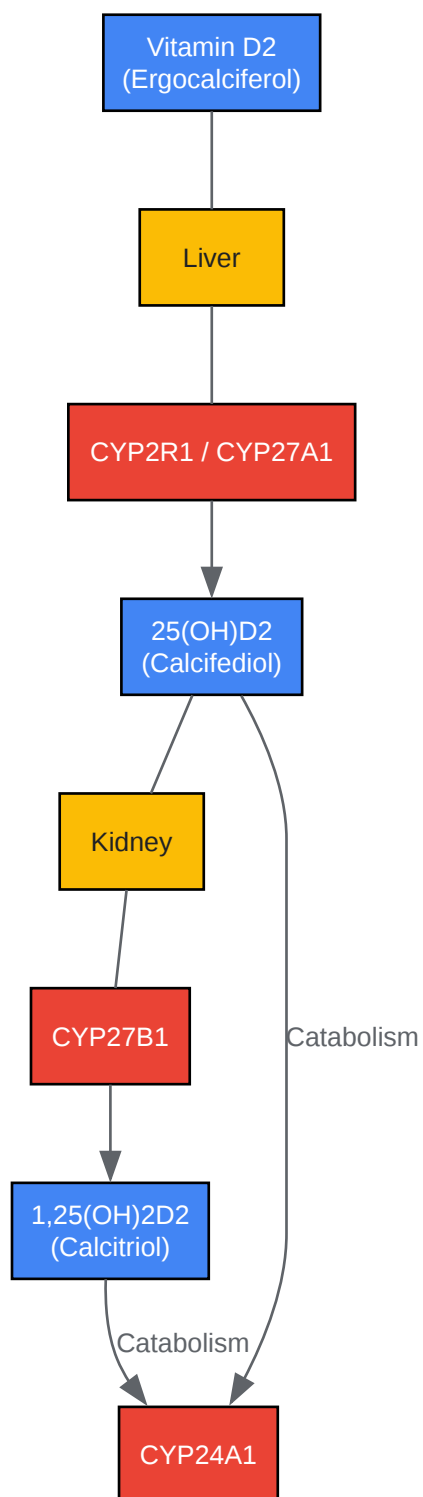 Vitamin D2
(Ergocalciferol)
Liver
CYP2R1 / CYP27A1
25(OH)D2
(Calcifediol)
Kidney
CYP27B1
Catabolism
1,25(OH)2D2
(Calcitriol)
Catabolism
CYP24A1